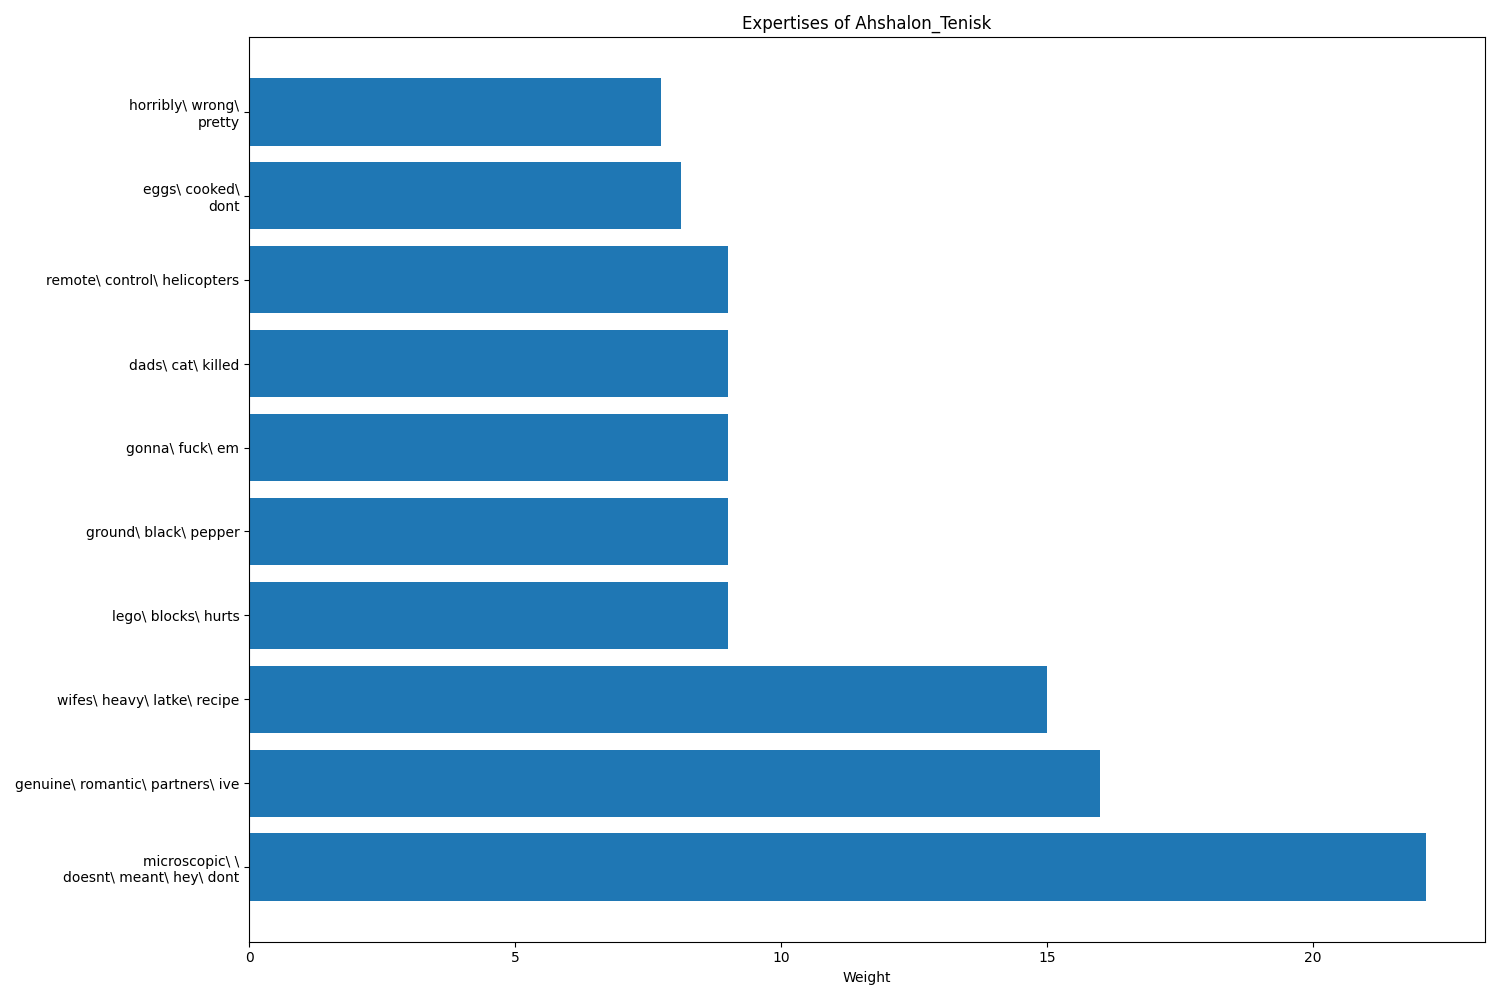 Expertises of Ahshalon_Tenisk
horribly\ wrong\
pretty
eggs\ cooked\
dont
remote\ control\ helicopters
dads\ cat\ killed
gonna\ fuck\ em
ground\ black\ pepper
lego\ blocks\ hurts
wifes\ heavy\ latke\ recipe
genuine\ romantic\ partners\ ive
microscopic\ \
doesnt\ meant\ hey\ dont
0 5 10 15 20
Weight